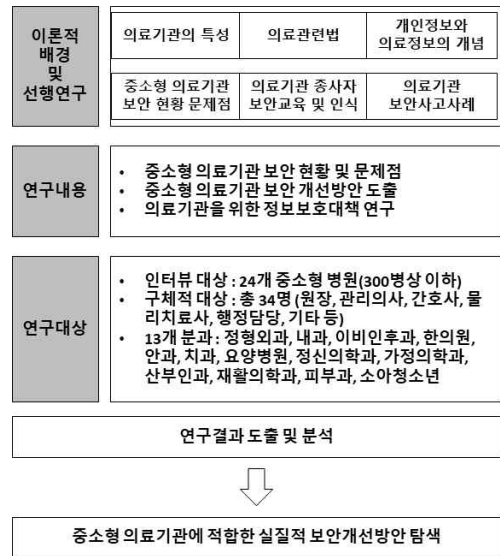 이론적
배경
및
선행연구
의료기관의 특성
의료관련법
개인정보와
의료정보의 개념
중소형 의료기관
보안 현황 문제점
의료기관 종사자
보안교육 및 인식
의료기관
보안사고사례
연구내용
• 중소형 의료기관 보안 현황 및 문제점
• 중소형 의료기관 보안 개선방안 도출
• 의료기관을 위한 정보보호대책 연구
연구대상
• 인터뷰 대상 : 24개 중소형 병원(300병상 이하)
• 구체적 대상 : 총 34명 (원장, 관리의사, 간호사, 물
리치료사, 행정담당, 기타 등)
• 13개 분과 : 정형외과, 내과, 이비인후과, 한의원,
안과, 치과, 요양병원, 정신의학과, 가정의학과,
산부인과, 재활의학과, 피부과, 소아청소년
연구결과 도출 및 분석
중소형 의료기관에 적합한 실질적 보안개선방안 탐색